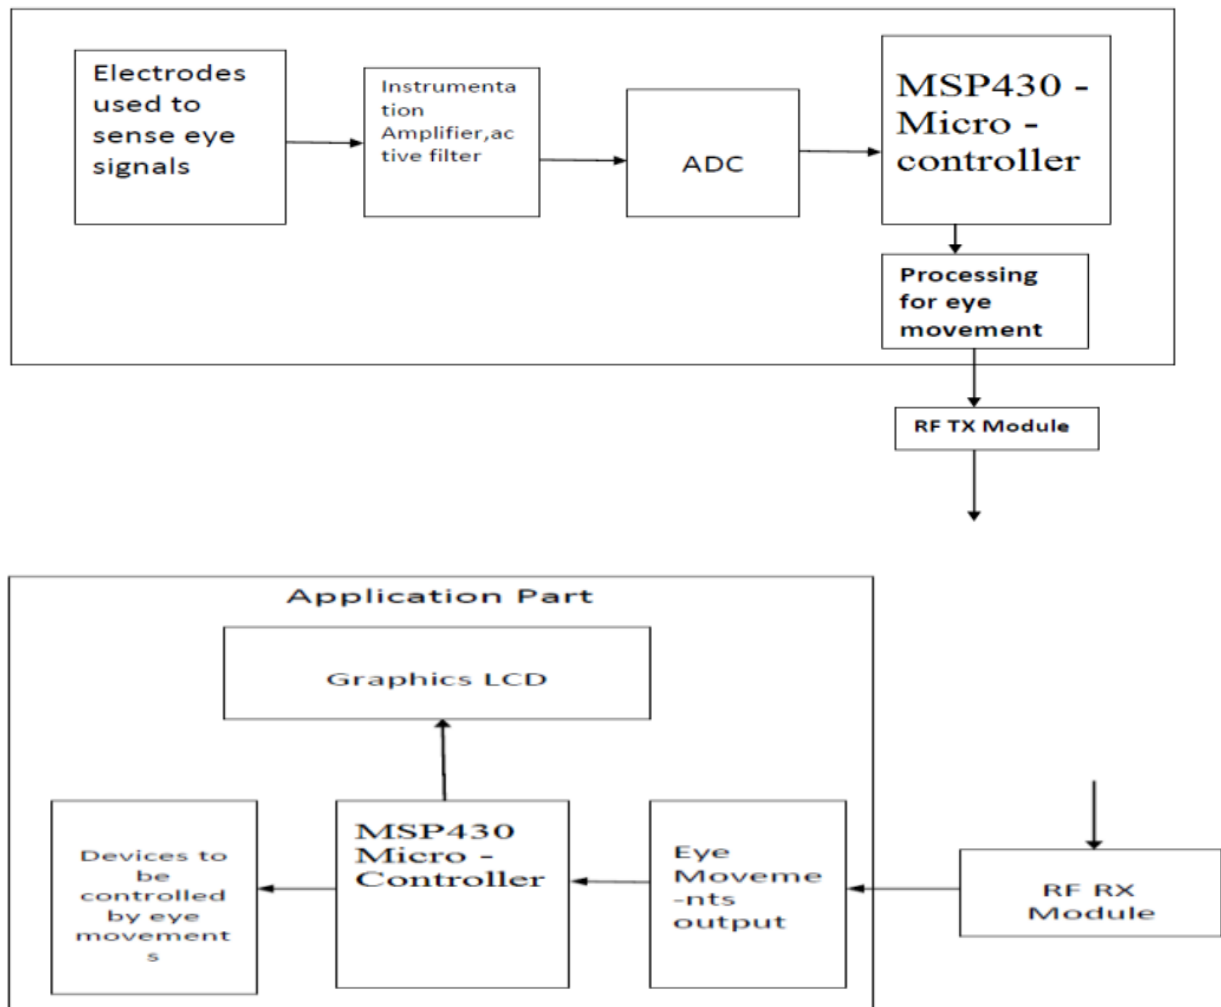 Electrodes
used to
sense eye
signals
Instrumenta
tion
Amplifier,ac
tive filter
ADC
MSP430 -
Micro -
controller
Processing
for eye
movement
RF TX Module
Application Part
Graphics LCD
Devices to
be
controlled
by eye
movement
s
MSP430
Micro -
Controller
Eye
Moveme
-nts
output
RF RX
Module